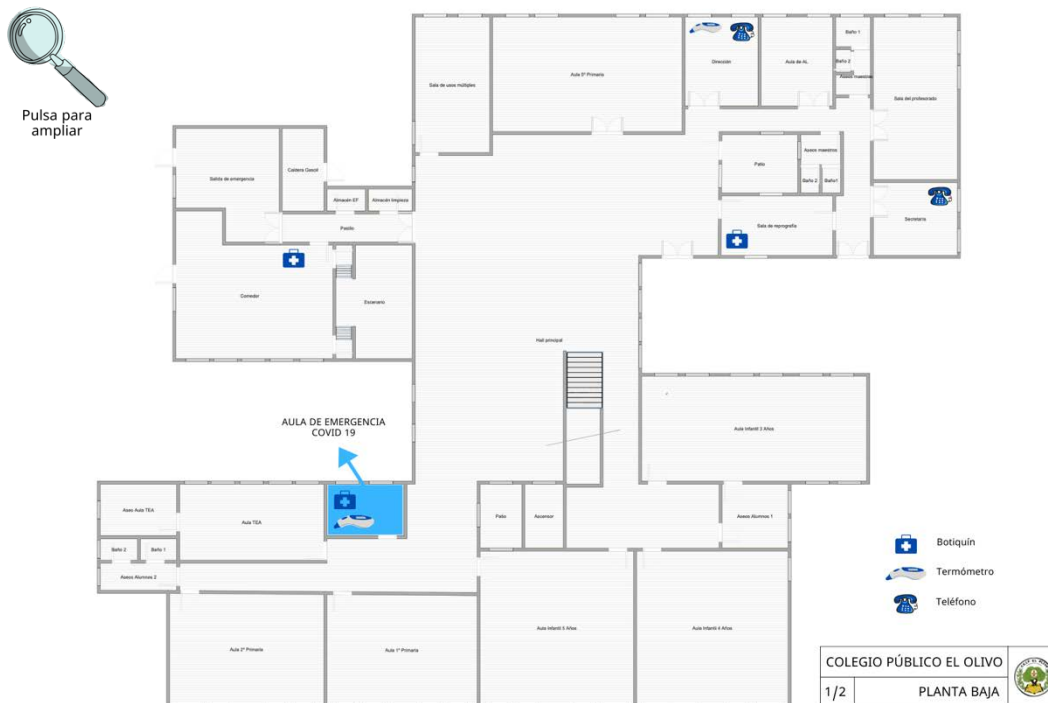 Pulsa para
ampliar
Sala de usos múltiples
Aula 5º Primaria
Dirección
Aula de AL
Baño 1
Baño 2
Aseos maestros
Sala del profesorado
Salida de emergencia
Caldera Gasoil
Almacén EF
Almacén limpieza
Pasillo
Patio
Aseos maestros
Baño 2
Baño1
Sala de reprografía
Secretaría
Comedor
Escenario
Hall principal
AULA DE EMERGENCIA
COVID 19
Aula Infantil 3 Años
Aseo Aula TEA
Aula TEA
Patio
Ascensor
Aseos Alumnos 1
Baño 2
Baño 1
Aseos Alumnos 2
Botiquín
Termómetro
Teléfono
Aula 2º Primaria
Aula 1º Primaria
Aula Infantil 5 Años
Aula Infantil 4 Años
COLEGIO PÚBLICO EL OLIVO
1/2
PLANTA BAJA